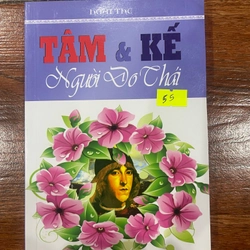 TÂM & KẾ
Người Do Thái
55